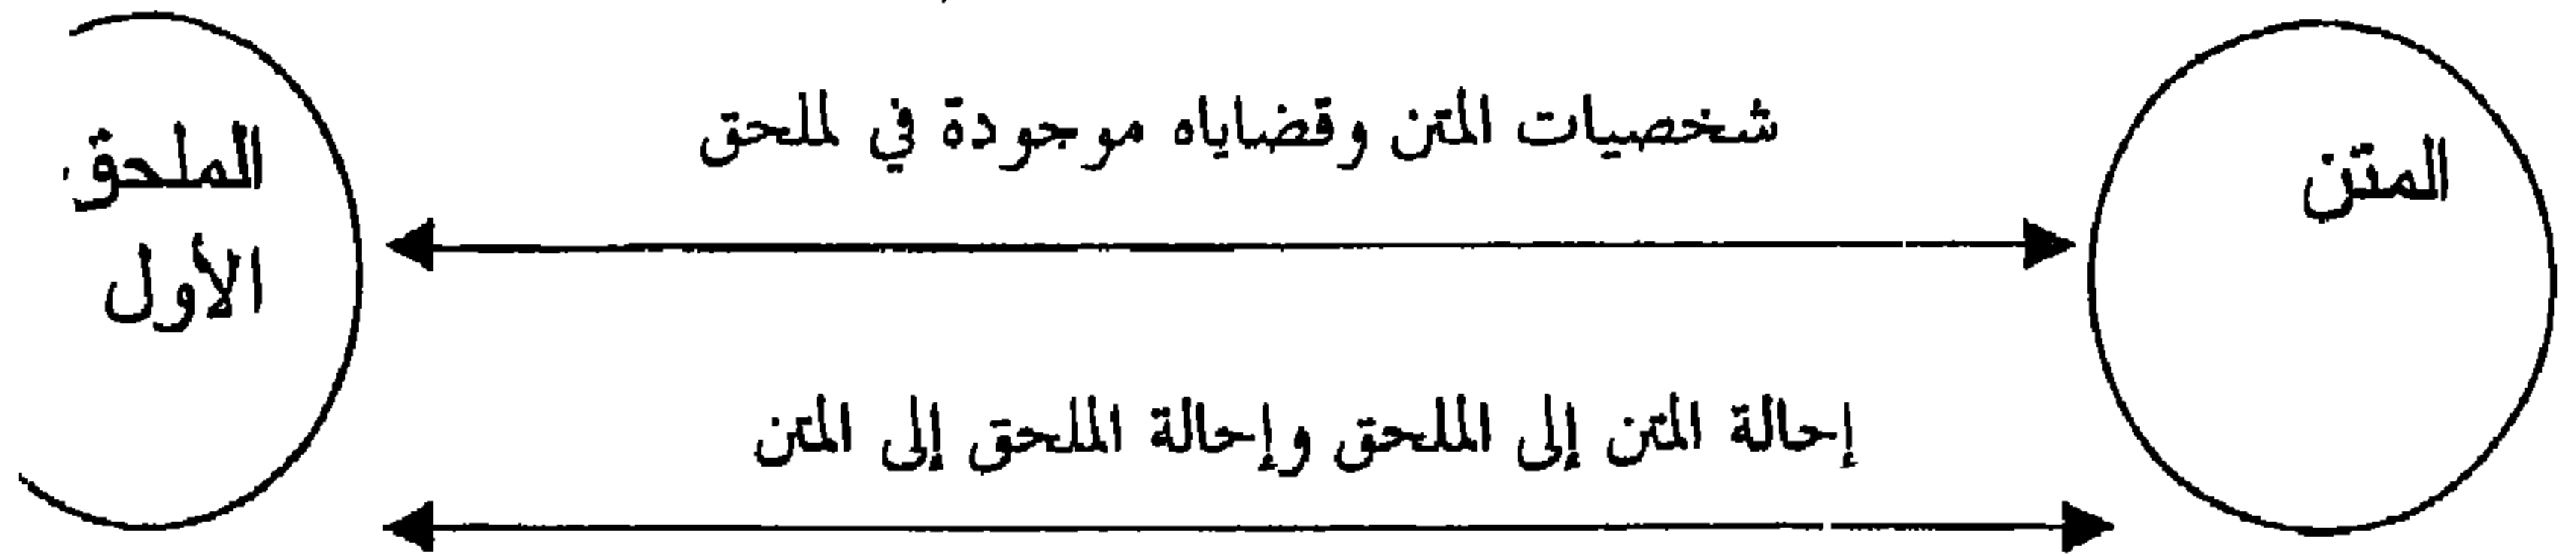 المتن
شخصيات المتن وقضاياه موجودة في لملحق
الملحق
الأول
إحالة المتن إلى الملحق وإحالة الملحق إلى المتن